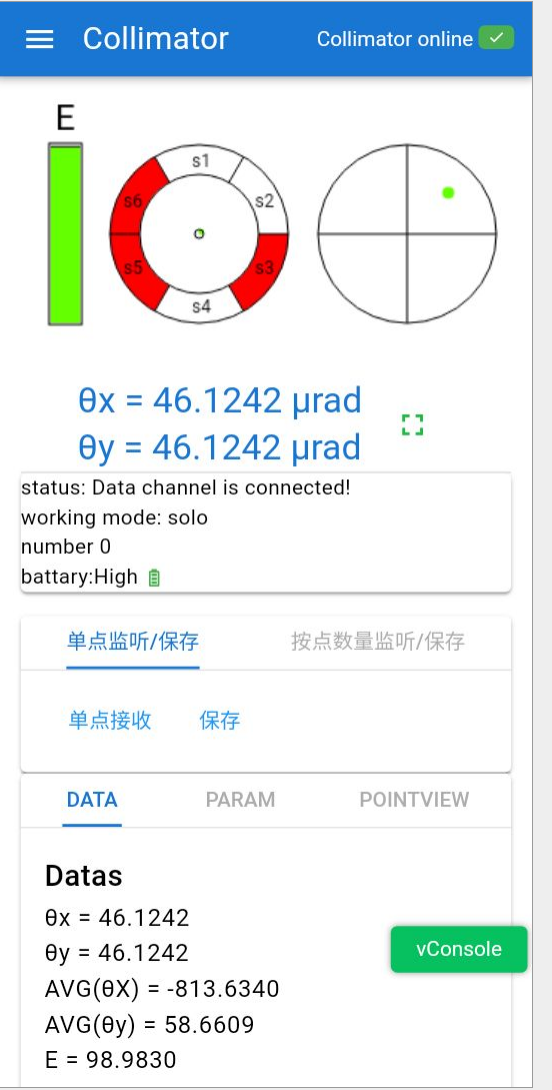 Collimator
Collimator online
E
s1
s2
s6
s5
s3
s4
θx = 46.1242 μrad
θy = 46.1242 μrad
status: Data channel is connected!
working mode: solo
number 0
battary:High
单点监听/保存 按点数量监听/保存
单点接收 保存
DATA PARAM POINTVIEW
Datas
θx = 46.1242
θy = 46.1242
vConsole
AVG(θX) = -813.6340
AVG(θy) = 58.6609
E = 98.9830